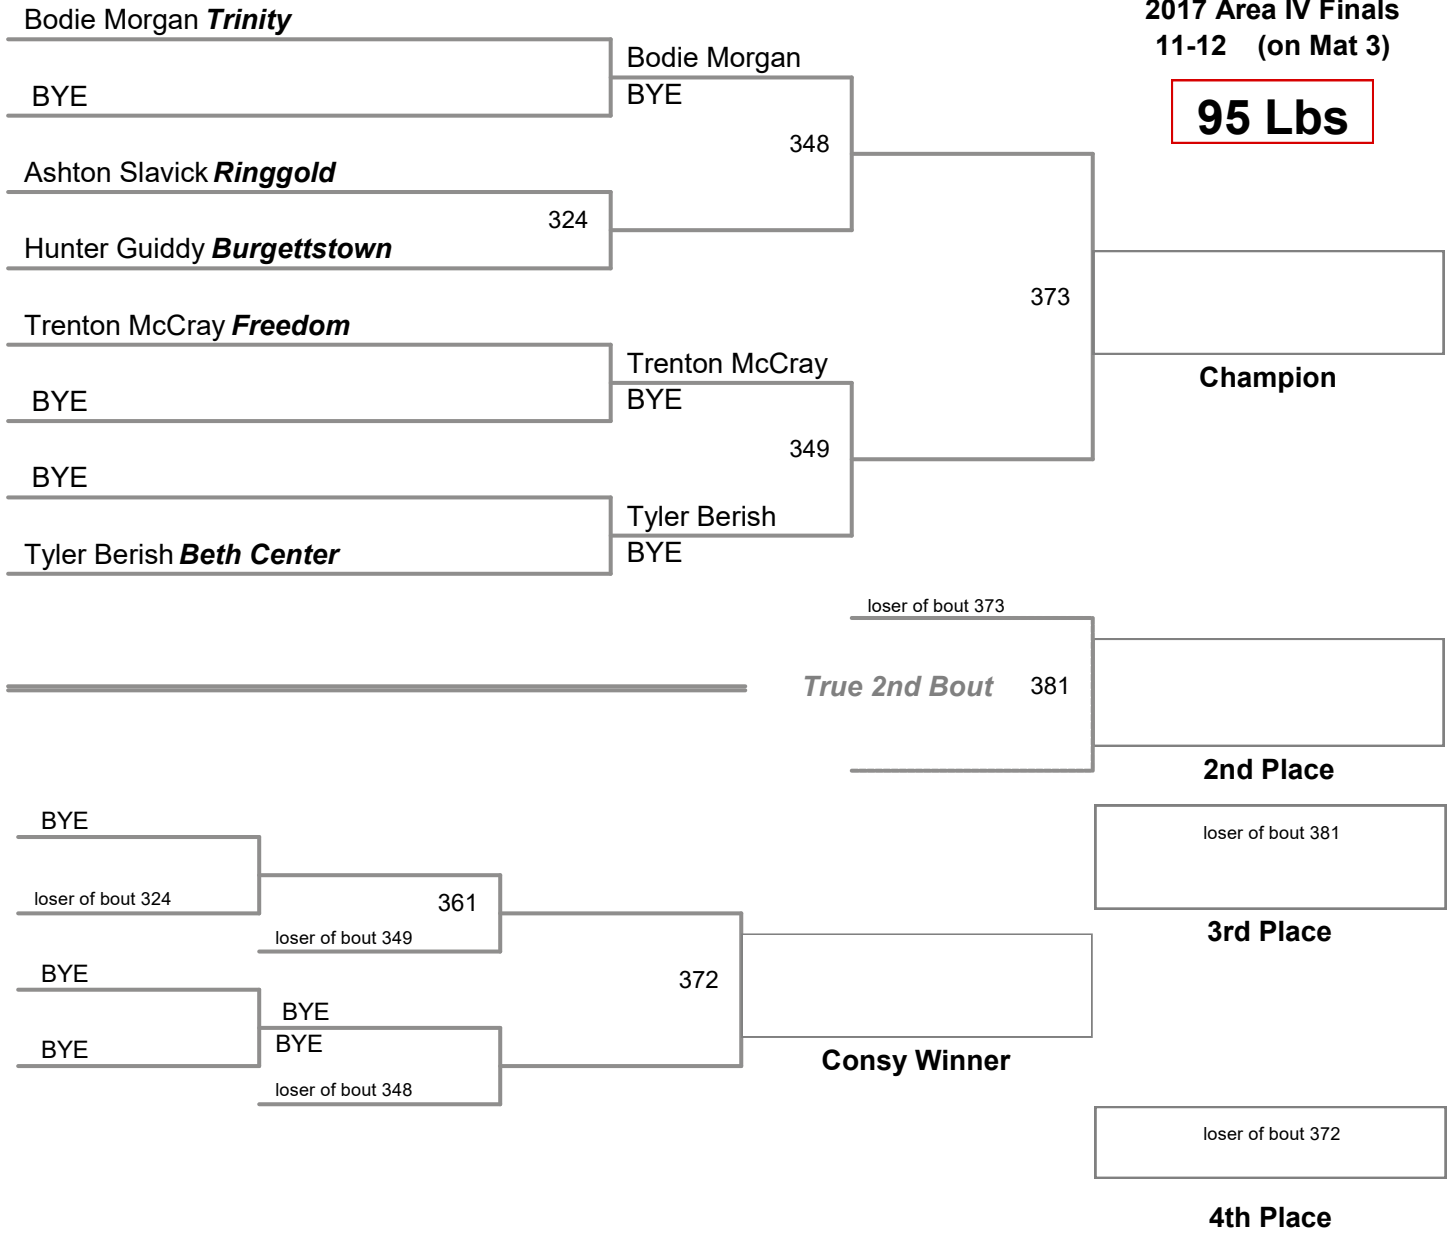 2017 Area IV Finals
11-12 (on Mat 3)
95 Lbs
Bodie Morgan Trinity
BYE
Ashton Slavick Ringgold
Hunter Guiddy Burgettstown
Trenton McCray Freedom
BYE
BYE
Tyler Berish Beth Center
324
Bodie Morgan
BYE
348
Trenton McCray
BYE
349
Tyler Berish
BYE
373
Champion
loser of bout 373
True 2nd Bout 381
2nd Place
BYE
loser of bout 324
361
loser of bout 349
BYE
BYE
BYE
BYE
loser of bout 348
372
Consy Winner
loser of bout 381
3rd Place
loser of bout 372
4th Place